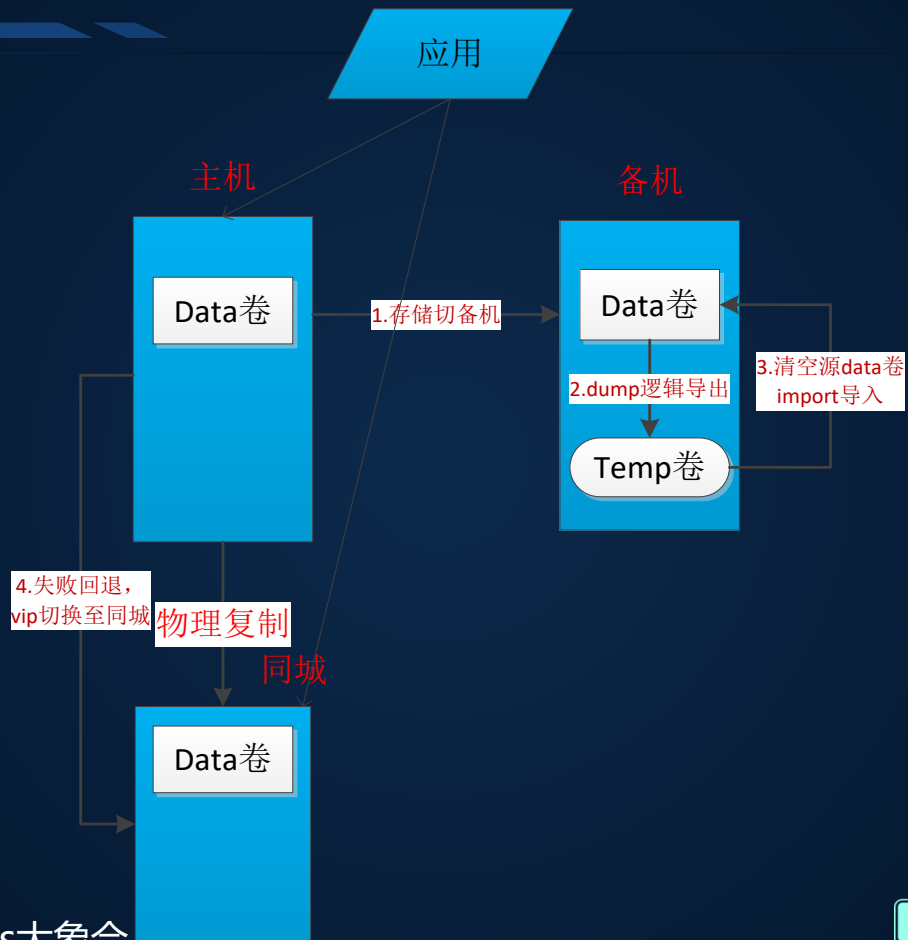 应用
主机
备机
Data卷
1.存储切备机
Data卷
2.dump逻辑导出
3.清空源data卷
import导入
Temp卷
4.失败回退，
vip切换至同城
物理复制
同城
Data卷
s大象会